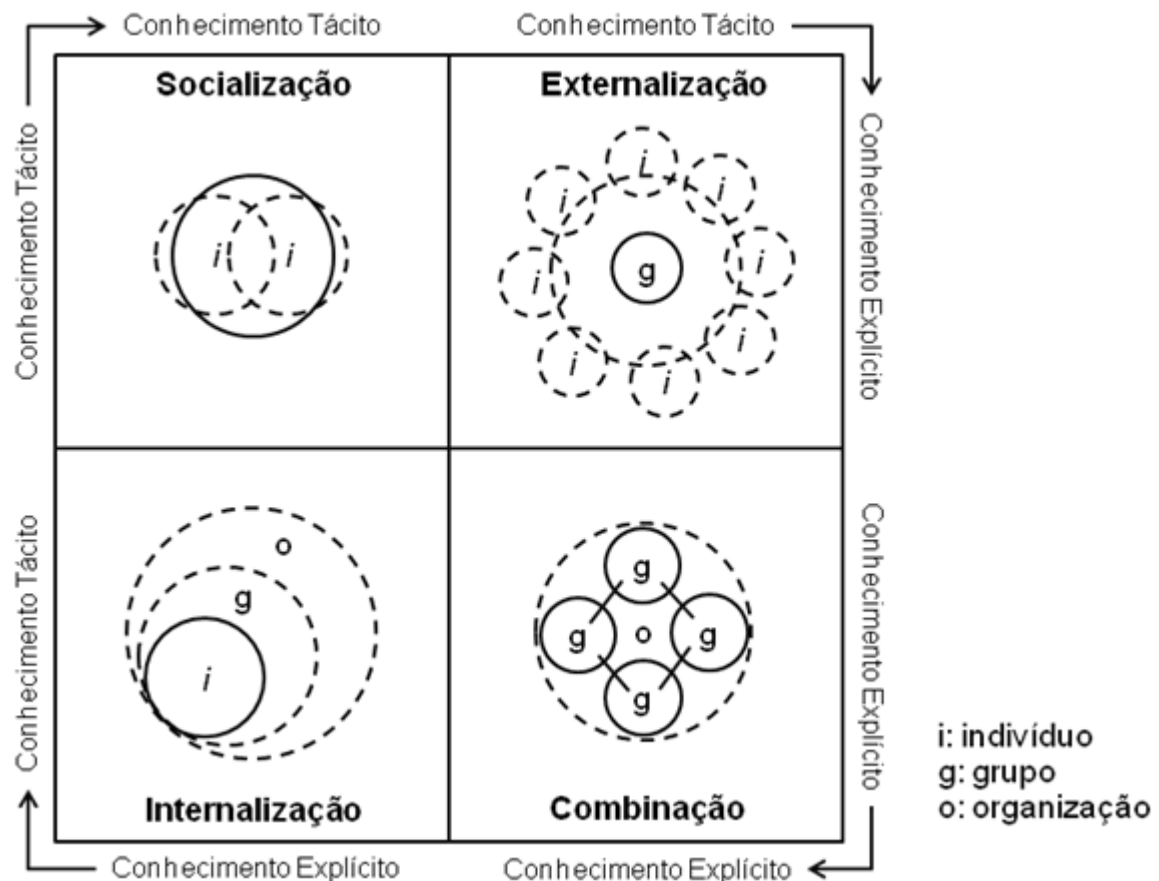 Conhecimento Tácito
Conhecimento Tácito
Socialização
Externalização
Conhecimento Tácito
i
i
L
i
i
i
i
i
i
i
g
Conhecimento Explícito
Conhecimento Tácito
o
g
i
g
g
o
g
g
Conhecimento Explícito
Internalização
Combinação
Conhecimento Explícito
Conhecimento Explícito
i: indivíduo
g: grupo
o: organização